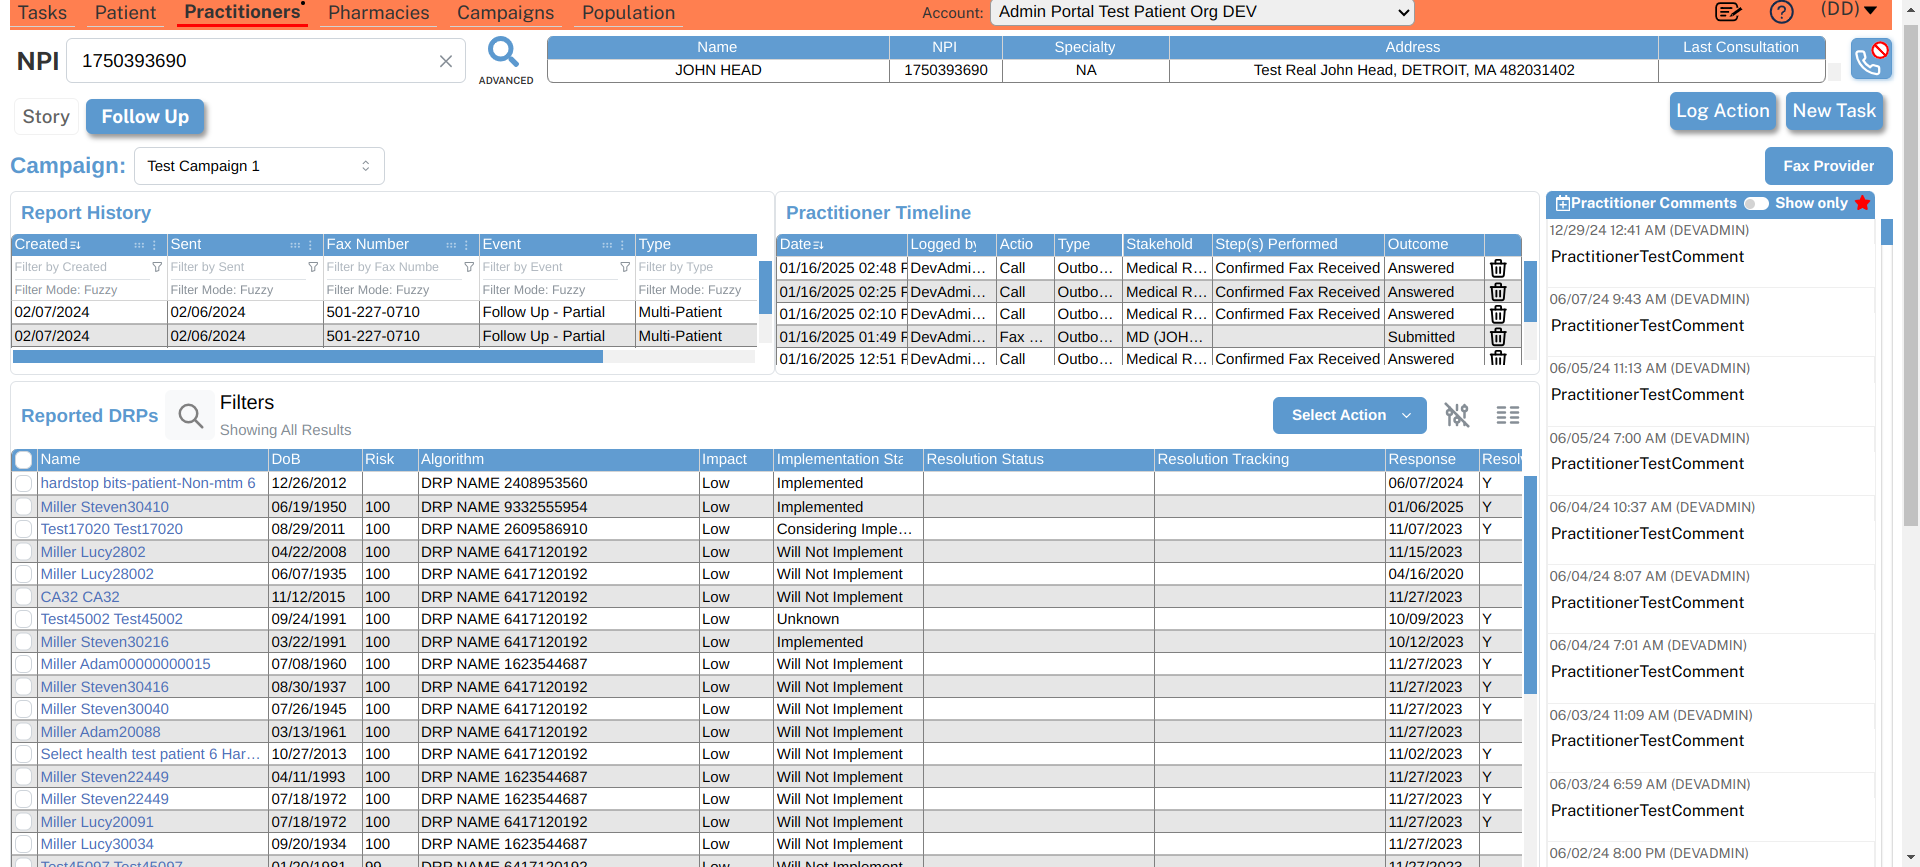 Tasks Patient Practitioners Pharmacies Campaigns Population Account: Admin Portal Test Patient Org DEV (DD)
NPI 1750393690 ADVANCED
Name NPI Specialty Address Last Consultation
JOHN HEAD 1750393690 NA Test Real John Head, DETROIT, MA 482031402
Story Follow Up Log Action New Task
Campaign: Test Campaign 1 Fax Provider
Report History
Created Sent Fax Number Event Type
Filter by Created Filter by Sent Filter by Fax Numbe Filter by Event Filter by Type
Filter Mode: Fuzzy Filter Mode: Fuzzy Filter Mode: Fuzzy Filter Mode: Fuzzy Filter Mode: Fuzzy
02/07/2024 02/06/2024 501-227-0710 Follow Up - Partial Multi-Patient
02/07/2024 02/06/2024 501-227-0710 Follow Up - Partial Multi-Patient
Practitioner Timeline
Date Logged by Actio Type Stakehold Step(s) Performed Outcome
01/16/2025 02:48 P DevAdmi... Call Outbo... Medical R... Confirmed Fax Received Answered
01/16/2025 02:25 P DevAdmi... Call Outbo... Medical R... Confirmed Fax Received Answered
01/16/2025 02:10 P DevAdmi... Call Outbo... Medical R... Confirmed Fax Received Answered
01/16/2025 01:49 P DevAdmi... Fax ... Outbo... MD (JOH... Submitted
01/16/2025 12:51 P DevAdmi... Call Outbo... Medical R... Confirmed Fax Received Answered
Practitioner Comments Show only
12/29/24 12:41 AM (DEVADMIN)
PractitionerTestComment
06/07/24 9:43 AM (DEVADMIN)
PractitionerTestComment
06/05/24 11:13 AM (DEVADMIN)
PractitionerTestComment
06/05/24 7:00 AM (DEVADMIN)
PractitionerTestComment
06/04/24 10:37 AM (DEVADMIN)
PractitionerTestComment
06/04/24 8:07 AM (DEVADMIN)
PractitionerTestComment
06/04/24 7:01 AM (DEVADMIN)
PractitionerTestComment
06/03/24 11:09 AM (DEVADMIN)
PractitionerTestComment
06/03/24 6:59 AM (DEVADMIN)
PractitionerTestComment
06/02/24 8:00 PM (DEVADMIN)
Reported DRPs Filters Select Action
Showing All Results
Name DoB Risk Algorithm Impact Implementation Sta Resolution Status Resolution Tracking Response Resolv
hardstop bits-patient-Non-mtm 6 12/26/2012 DRP NAME 2408953560 Low Implemented 06/07/2024 Y
Miller Steven30410 06/19/1950 100 DRP NAME 9332555954 Low Implemented 01/06/2025 Y
Test17020 Test17020 08/29/2011 100 DRP NAME 2609586910 Low Considering Imple... 11/07/2023 Y
Miller Lucy2802 04/22/2008 100 DRP NAME 6417120192 Low Will Not Implement 11/15/2023
Miller Lucy28002 06/07/1935 100 DRP NAME 6417120192 Low Will Not Implement 04/16/2020
CA32 CA32 11/12/2015 100 DRP NAME 6417120192 Low Will Not Implement 11/27/2023
Test45002 Test45002 09/24/1991 100 DRP NAME 6417120192 Low Unknown 10/09/2023 Y
Miller Steven30216 03/22/1991 100 DRP NAME 6417120192 Low Implemented 10/12/2023 Y
Miller Adam00000000015 07/08/1960 100 DRP NAME 1623544687 Low Will Not Implement 11/27/2023 Y
Miller Steven30416 08/30/1937 100 DRP NAME 6417120192 Low Will Not Implement 11/27/2023 Y
Miller Steven30040 07/26/1945 100 DRP NAME 6417120192 Low Will Not Implement 11/27/2023 Y
Miller Adam20088 03/13/1961 100 DRP NAME 6417120192 Low Will Not Implement 11/27/2023
Select health test patient 6 Har... 10/27/2013 100 DRP NAME 6417120192 Low Will Not Implement 11/02/2023 Y
Miller Steven22449 04/11/1993 100 DRP NAME 1623544687 Low Will Not Implement 11/27/2023 Y
Miller Steven22449 07/18/1972 100 DRP NAME 1623544687 Low Will Not Implement 11/27/2023 Y
Miller Lucy20091 07/18/1972 100 DRP NAME 6417120192 Low Will Not Implement 11/27/2023 Y
Miller Lucy30034 09/20/1934 100 DRP NAME 1623544687 Low Will Not Implement 11/27/2023
Test45097 Test45097 01/20/1981 99 DRP NAME 6417120192 Low Will Not Implement 11/27/2023